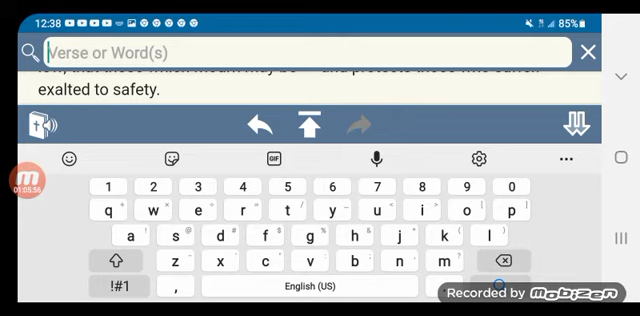 12:38
85%
Verse or Word(s)
exalted to safety.
GIF
1 2 3 4 5 6 7 8 9 0
q w e r t y u i o p
a s d f g h j k l
z x c v b n m
!#1 , English (US)
01:05:56
Recorded by mobizen